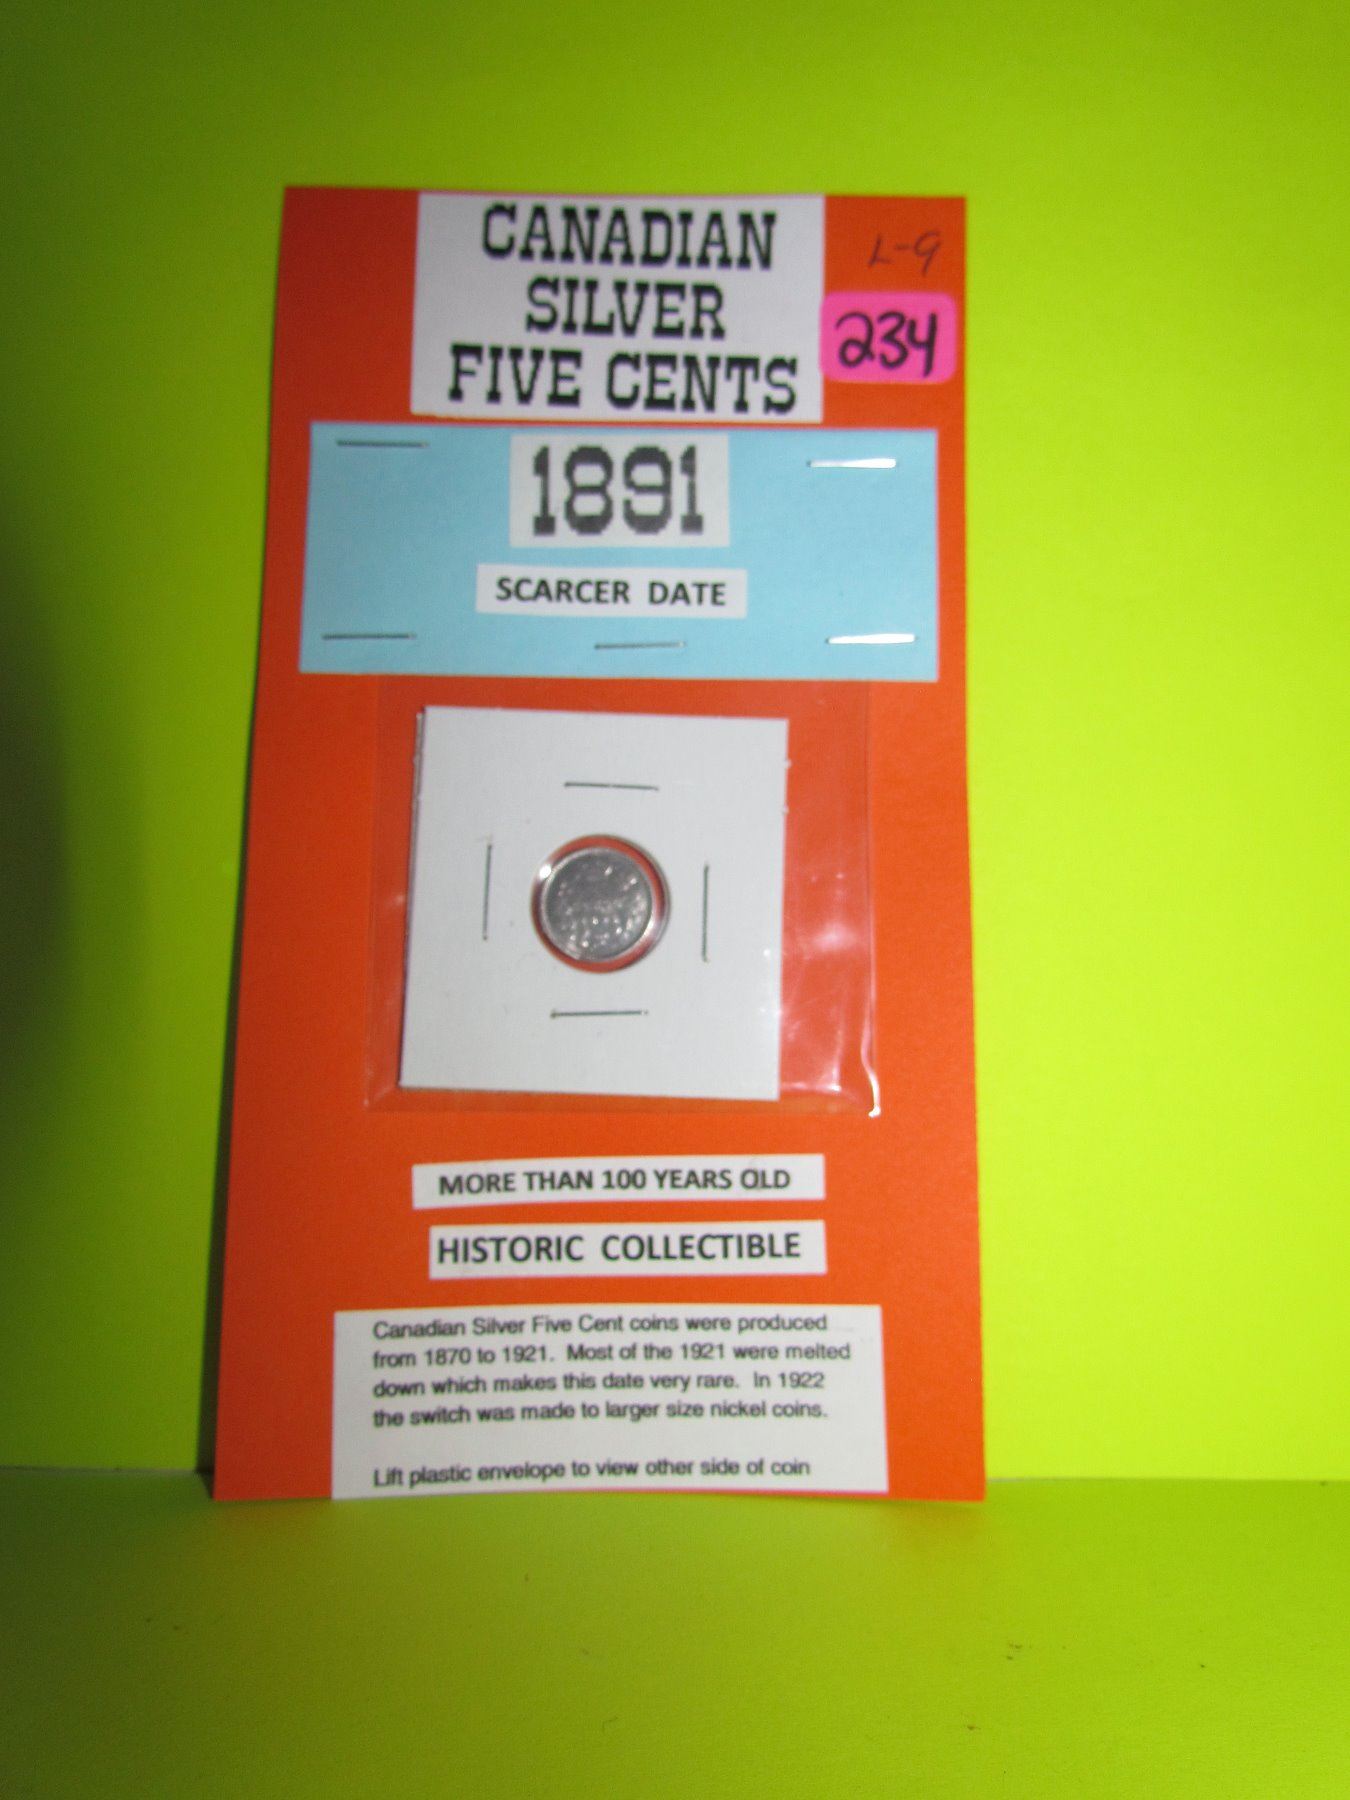 CANADIAN
SILVER
FIVE CENTS
L-9
234
1891
SCARCER DATE
MORE THAN 100 YEARS OLD
HISTORIC COLLECTIBLE
Canadian Silver Five Cent coins were produced
from 1870 to 1921. Most of the 1921 were melted
down which makes this date very rare. In 1922
the switch was made to larger size nickel coins.
Lift plastic envelope to view other side of coin